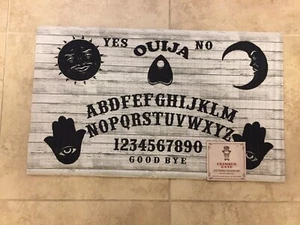 YES OUIJA NO
ABCDEFGHIJKLM
NOPQRSTUVWXYZ
1234567890
GOOD BYE